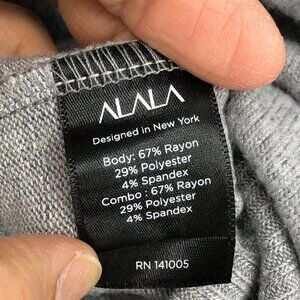 ALALA
Designed in New York
Body: 67% Rayon
29% Polyester
4% Spandex
Combo : 67% Rayon
29% Polyester
4% Spandex
RN 141005